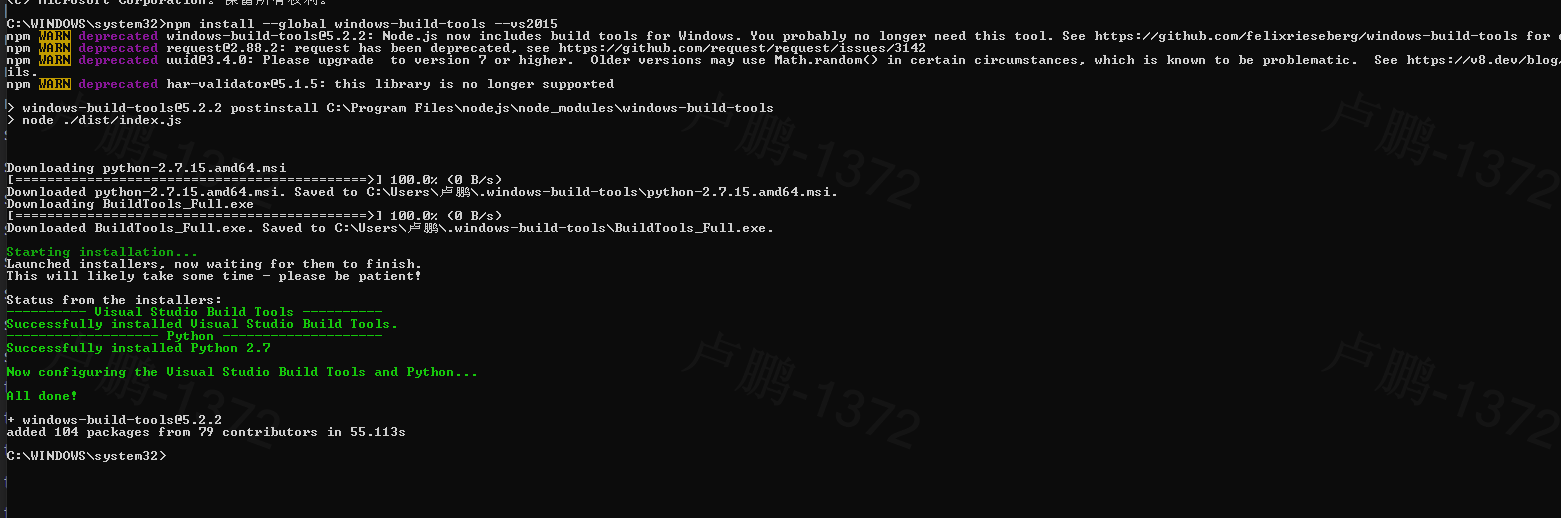 (c) Microsoft Corporation。保留所有权利。
C:\WINDOWS\system32>npm install --global windows-build-tools --vs2015
npm WARN deprecated windows-build-tools@5.2.2: Node.js now includes build tools for Windows. You probably no longer need this tool. See https://github.com/felixrieseberg/windows-build-tools for
npm WARN deprecated request@2.88.2: request has been deprecated, see https://github.com/request/request/issues/3142
npm WARN deprecated uuid@3.4.0: Please upgrade  to version 7 or higher.  Older versions may use Math.random() in certain circumstances, which is known to be problematic.  See https://v8.dev/blog/
ils.
npm WARN deprecated har-validator@5.1.5: this library is no longer supported
> windows-build-tools@5.2.2 postinstall C:\Program Files\nodejs\node_modules\windows-build-tools
> node ./dist/index.js
Downloading python-2.7.15.amd64.msi
[============================================>] 100.0% (0 B/s)
Downloaded python-2.7.15.amd64.msi. Saved to C:\Users\卢鹏\.windows-build-tools\python-2.7.15.amd64.msi.
Downloading BuildTools_Full.exe
[============================================>] 100.0% (0 B/s)
Downloaded BuildTools_Full.exe. Saved to C:\Users\卢鹏\.windows-build-tools\BuildTools_Full.exe.
Starting installation...
Launched installers, now waiting for them to finish.
This will likely take some time - please be patient!
Status from the installers:
---------- Visual Studio Build Tools ----------
Successfully installed Visual Studio Build Tools.
------------------- Python --------------------
Successfully installed Python 2.7
Now configuring the Visual Studio Build Tools and Python...
All done!
+ windows-build-tools@5.2.2
added 104 packages from 79 contributors in 55.113s
C:\WINDOWS\system32>
卢鹏-1372
卢鹏-1372
卢鹏-1372
卢鹏-1372
卢鹏-1372
卢鹏-1372